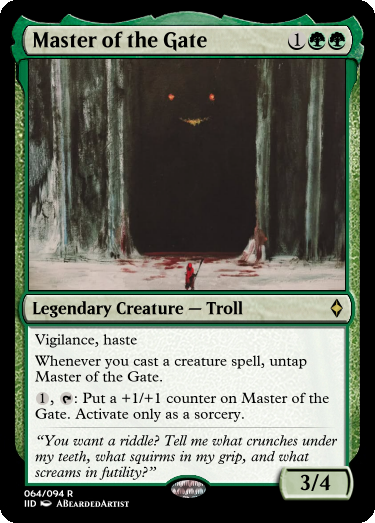 Master of the Gate 1
Legendary Creature — Troll
Vigilance, haste
Whenever you cast a creature spell, untap
Master of the Gate.
1, : Put a +1/+1 counter on Master of the
Gate. Activate only as a sorcery.
“You want a riddle? Tell me what crunches under
my teeth, what squirms in my grip, and what
screams in futility?”
3/4
064/094 R
IID ABeardedArtist